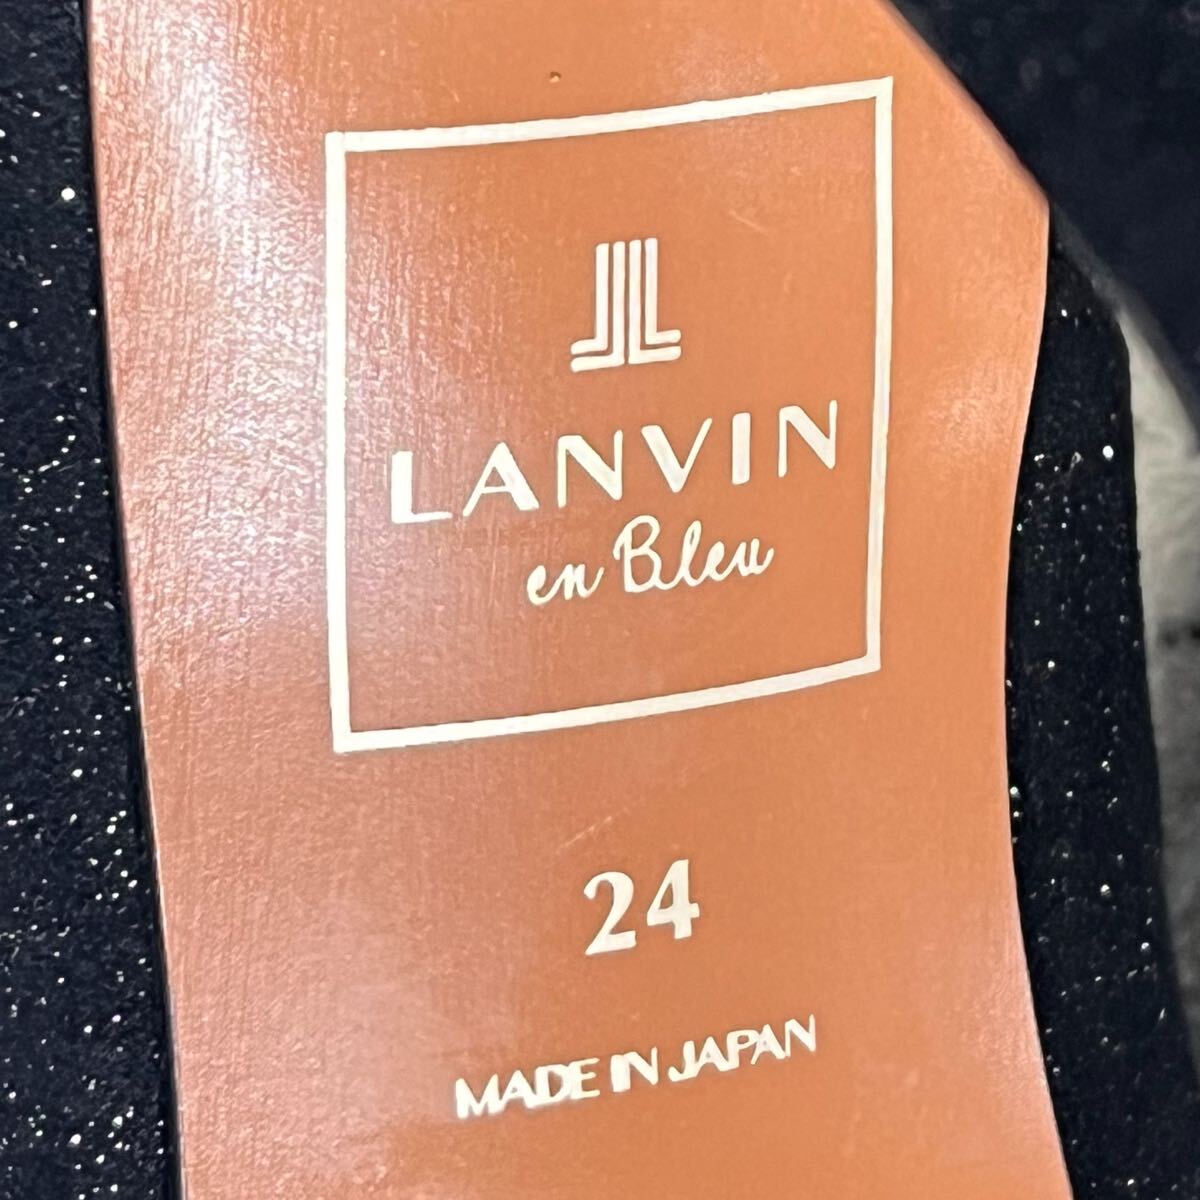 LANVIN
en Bleu
24
MADE IN JAPAN